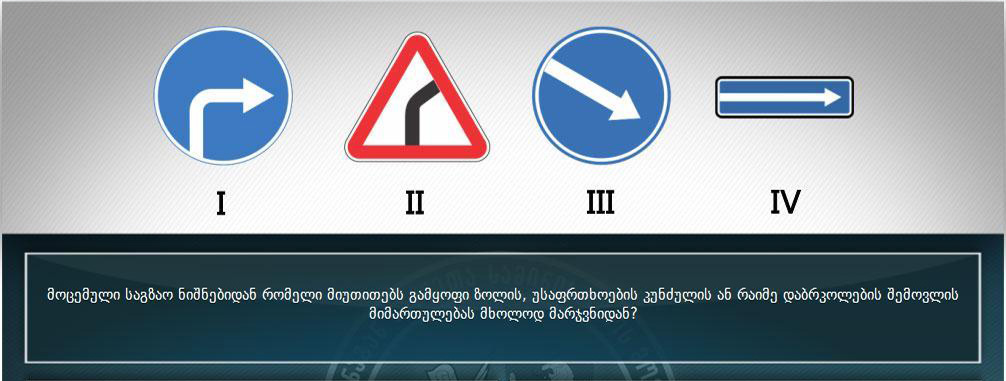 I II III IV
მოცემული საგზაო ნიშნებიდან რომელი მიუთითებს გამყოფი ზოლის, უსაფრთხოების კუნძულის ან რაიმე დაბრკოლების შემოვლის
მიმართულებას მხოლოდ მარჯვნიდან?